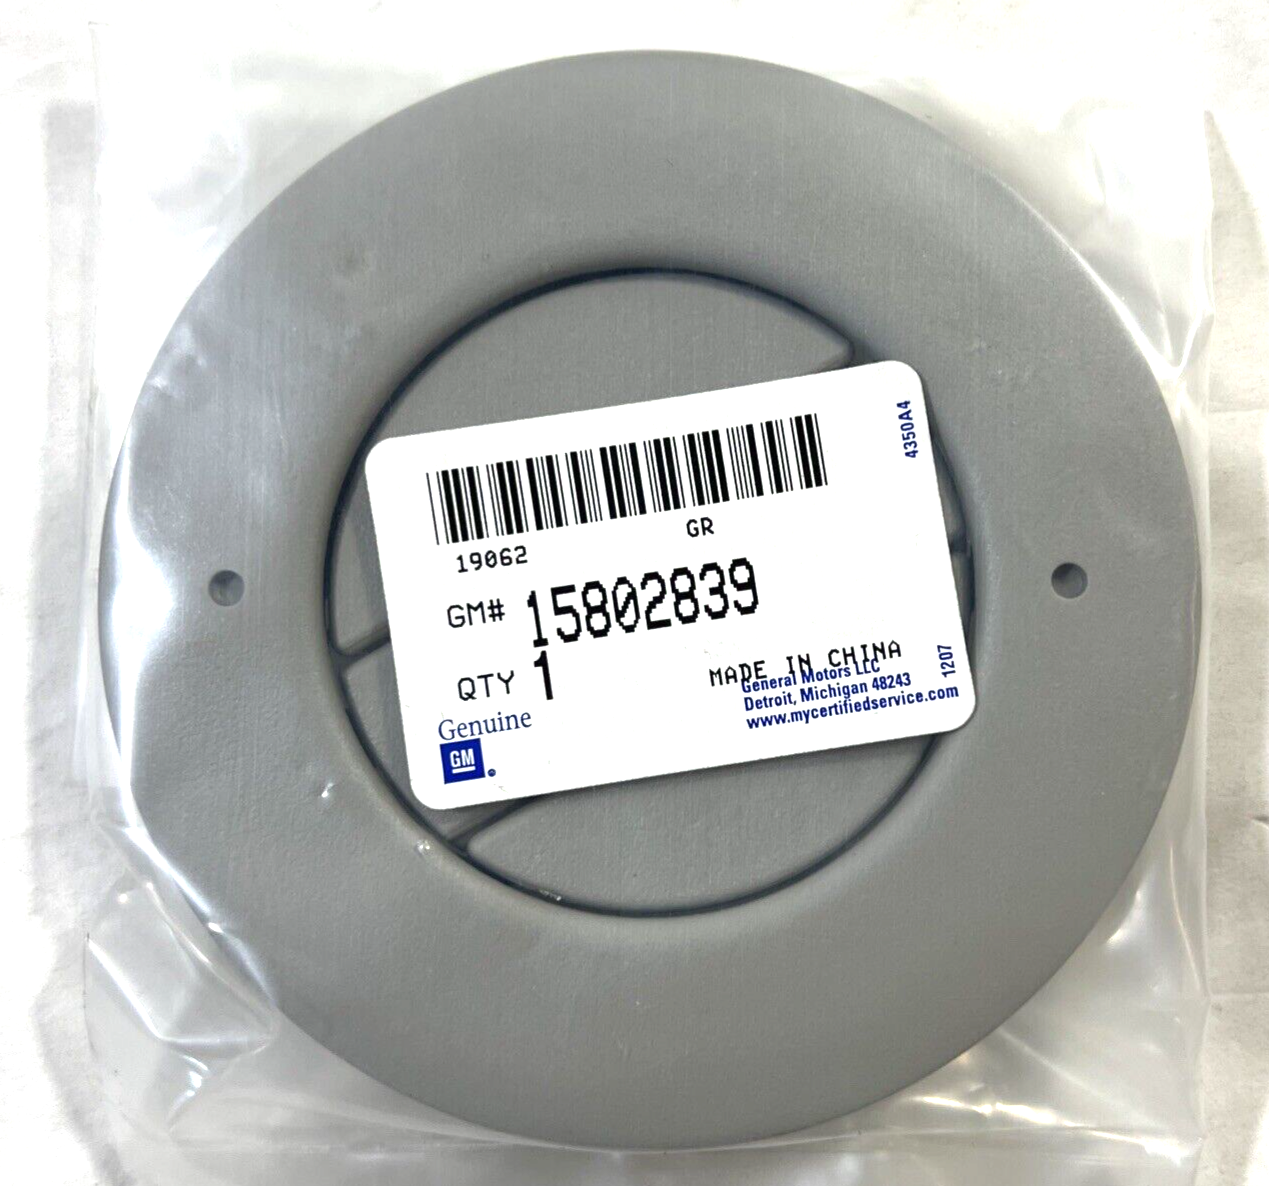 4350A4
19062 GR
GM# 15802839
QTY 1
MADE IN CHINA
Genuine
GM
General Motors LLC
Detroit, Michigan 48243
www.mycertifiedservice.com
1207